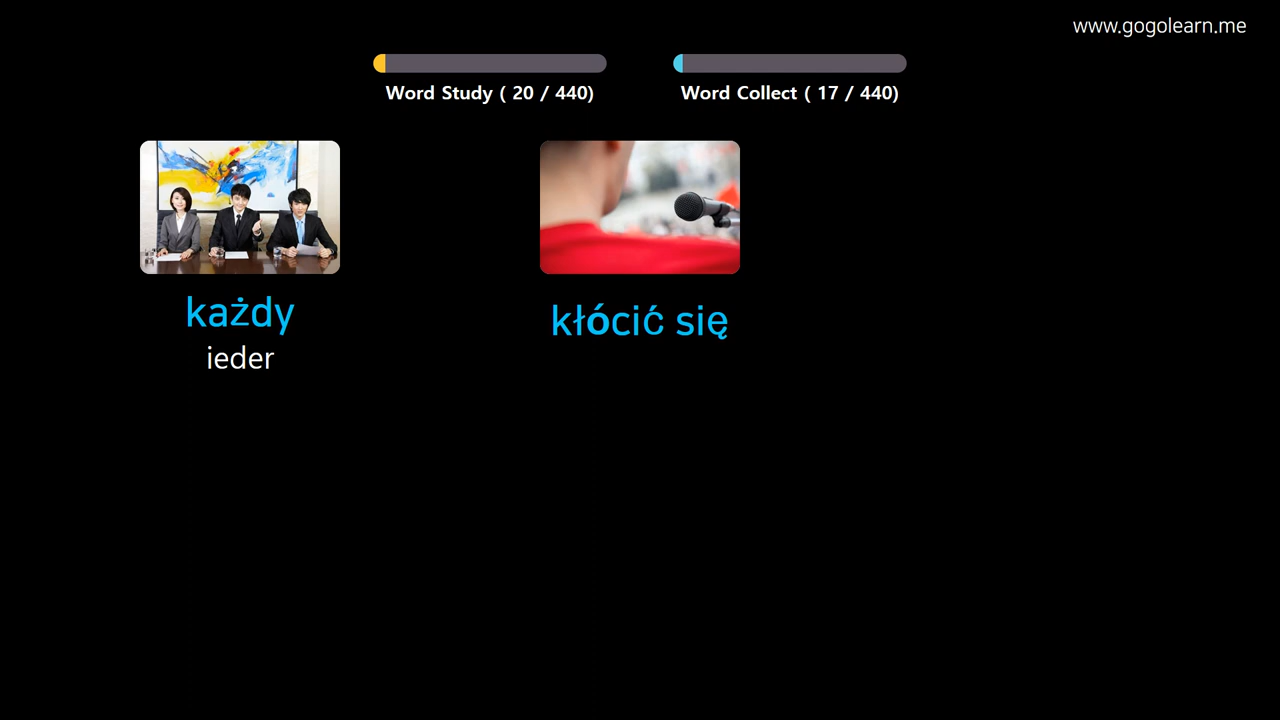 www.gogolearn.me
Word Study ( 20 / 440)
Word Collect ( 17 / 440)
każdy
ieder
kłócić się